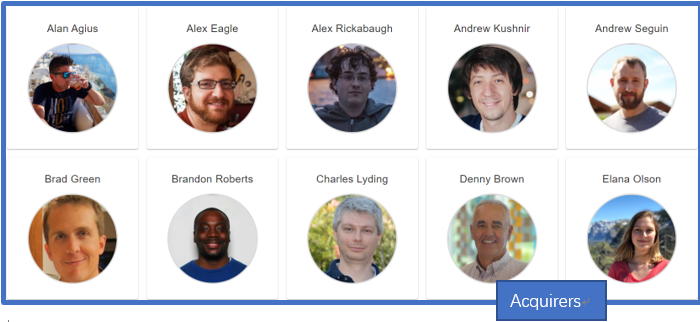 Alan Agius
Alex Eagle
Alex Rickabaugh
Andrew Kushnir
Andrew Seguin
Brad Green
Brandon Roberts
Charles Lyding
Denny Brown
Elana Olson
Acquirers